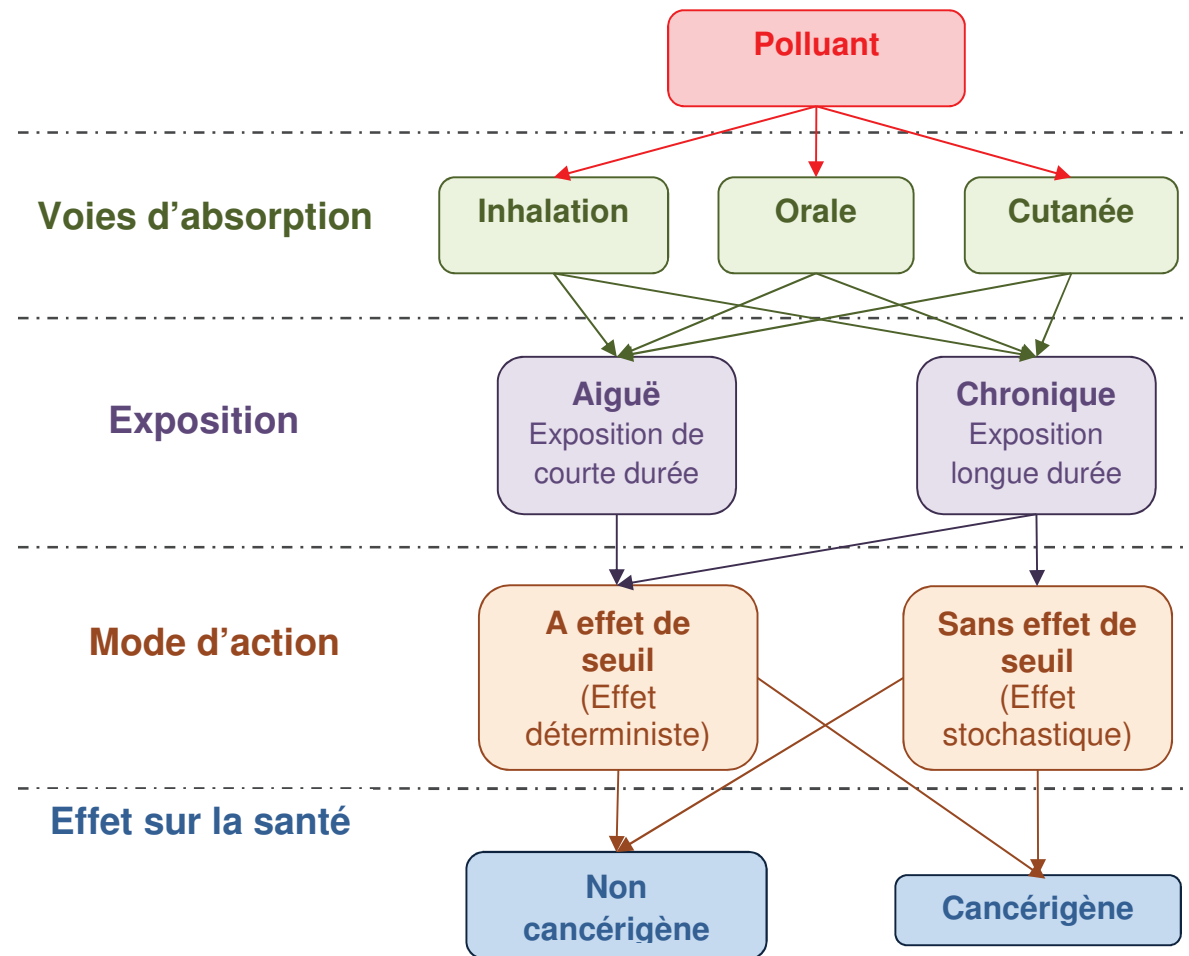 Polluant
Voies d'absorption
Inhalation
Orale
Cutanée
Exposition
Aiguë
Exposition de
courte durée
Chronique
Exposition
longue durée
Mode d'action
A effet de
seuil
(Effet
déterministe)
Sans effet de
seuil
(Effet
stochastique)
Effet sur la santé
Non
cancérigène
Cancérigène